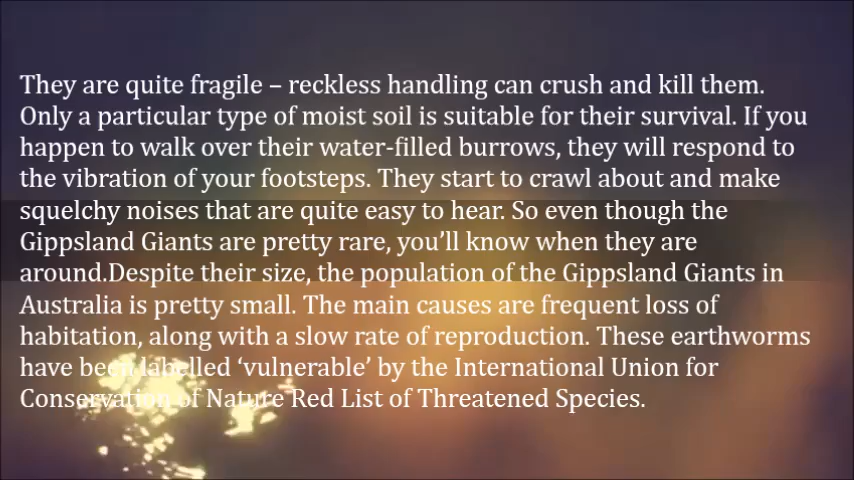 They are quite fragile – reckless handling can crush and kill them.
Only a particular type of moist soil is suitable for their survival. If you
happen to walk over their water-filled burrows, they will respond to
the vibration of your footsteps. They start to crawl about and make
squelchy noises that are quite easy to hear. So even though the
Gippsland Giants are pretty rare, you’ll know when they are
around.Despite their size, the population of the Gippsland Giants in
Australia is pretty small. The main causes are frequent loss of
habitation, along with a slow rate of reproduction. These earthworms
have been labelled ‘vulnerable’ by the International Union for
Conservation of Nature Red List of Threatened Species.